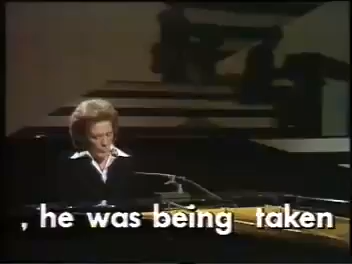 , he was being taken